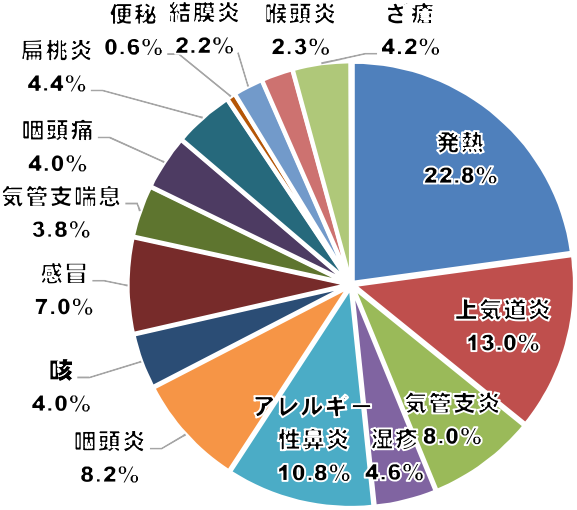 発熱
22.8%
上気道炎
13.0%
気管支炎
8.0%
湿疹
4.6%
アレルギー
性鼻炎
10.8%
咽頭炎
8.2%
咳
4.0%
感冒
7.0%
気管支喘息
3.8%
咽頭痛
4.0%
扁桃炎
4.4%
便秘
0.6%
結膜炎
2.2%
喉頭炎
2.3%
さ瘡
4.2%